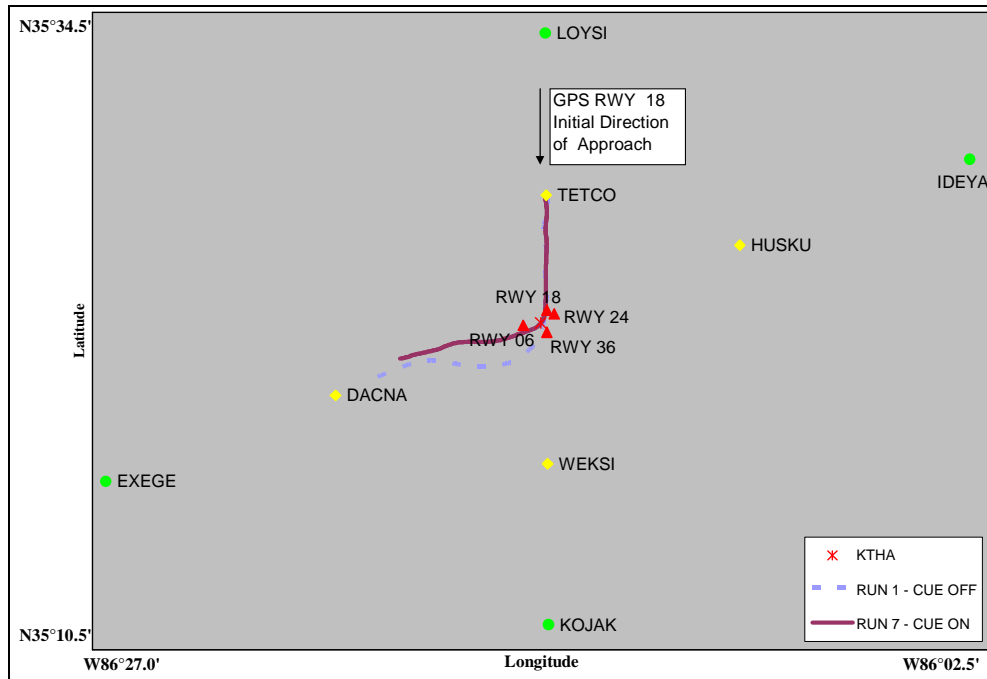 N35°34.5'
LOYSI
GPS RWY 18
Initial Direction
of Approach
IDEYA
TETCO
HUSKU
RWY 18
RWY 24
RWY 06
RWY 36
Latitude
DACNA
WEKSI
EXEGE
KTHA
RUN 1 - CUE OFF
RUN 7 - CUE ON
KOJAK
N35°10.5'
W86°27.0'
Longitude
W86°02.5'